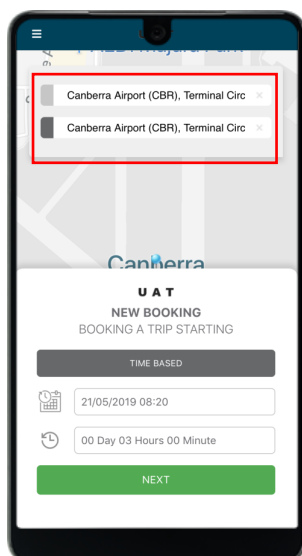 Canberra Airport (CBR), Terminal Circ ×
Canberra Airport (CBR), Terminal Circ ×
Canberra
UAT
NEW BOOKING
BOOKING A TRIP STARTING
TIME BASED
21/05/2019 08:20
00 Day 03 Hours 00 Minute
NEXT